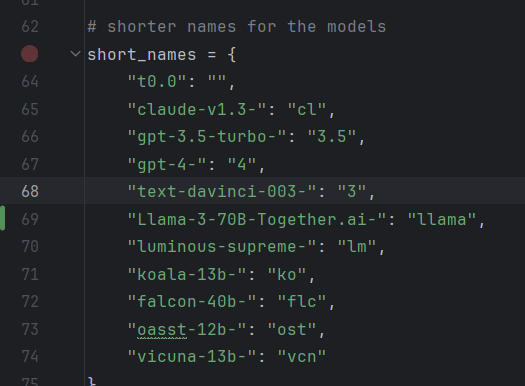 61
62 # shorter names for the models
short_names = {
64 "t0.0": "",
65 "claude-v1.3-": "cl",
66 "gpt-3.5-turbo-": "3.5",
67 "gpt-4-": "4",
68 "text-davinci-003-": "3",
69 "Llama-3-70B-Together.ai-": "llama",
70 "luminous-supreme-": "lm",
71 "koala-13b-": "ko",
72 "falcon-40b-": "flc",
73 "oasst-12b-": "ost",
74 "vicuna-13b-": "vcn"
75 }